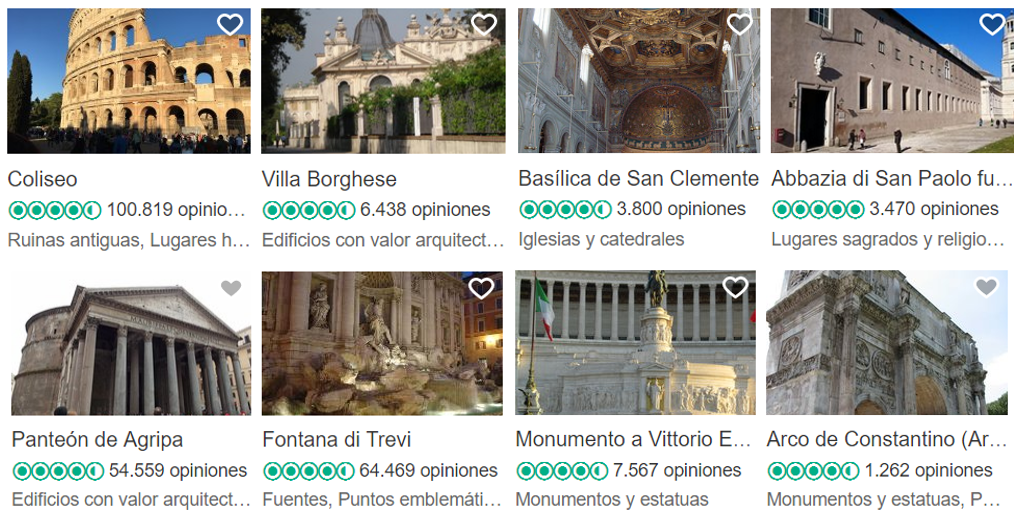 Coliseo
100.819 opinio...
Ruinas antiguas, Lugares h...
Villa Borghese
6.438 opiniones
Edificios con valor arquitect...
Basílica de San Clemente
3.800 opiniones
Iglesias y catedrales
Abbazia di San Paolo fu...
3.470 opiniones
Lugares sagrados y religio...
Panteón de Agripa
54.559 opiniones
Edificios con valor arquitect...
Fontana di Trevi
64.469 opiniones
Fuentes, Puntos emblemáti...
Monumento a Vittorio E...
7.567 opiniones
Monumentos y estatuas
Arco de Constantino (Ar...
1.262 opiniones
Monumentos y estatuas, P...